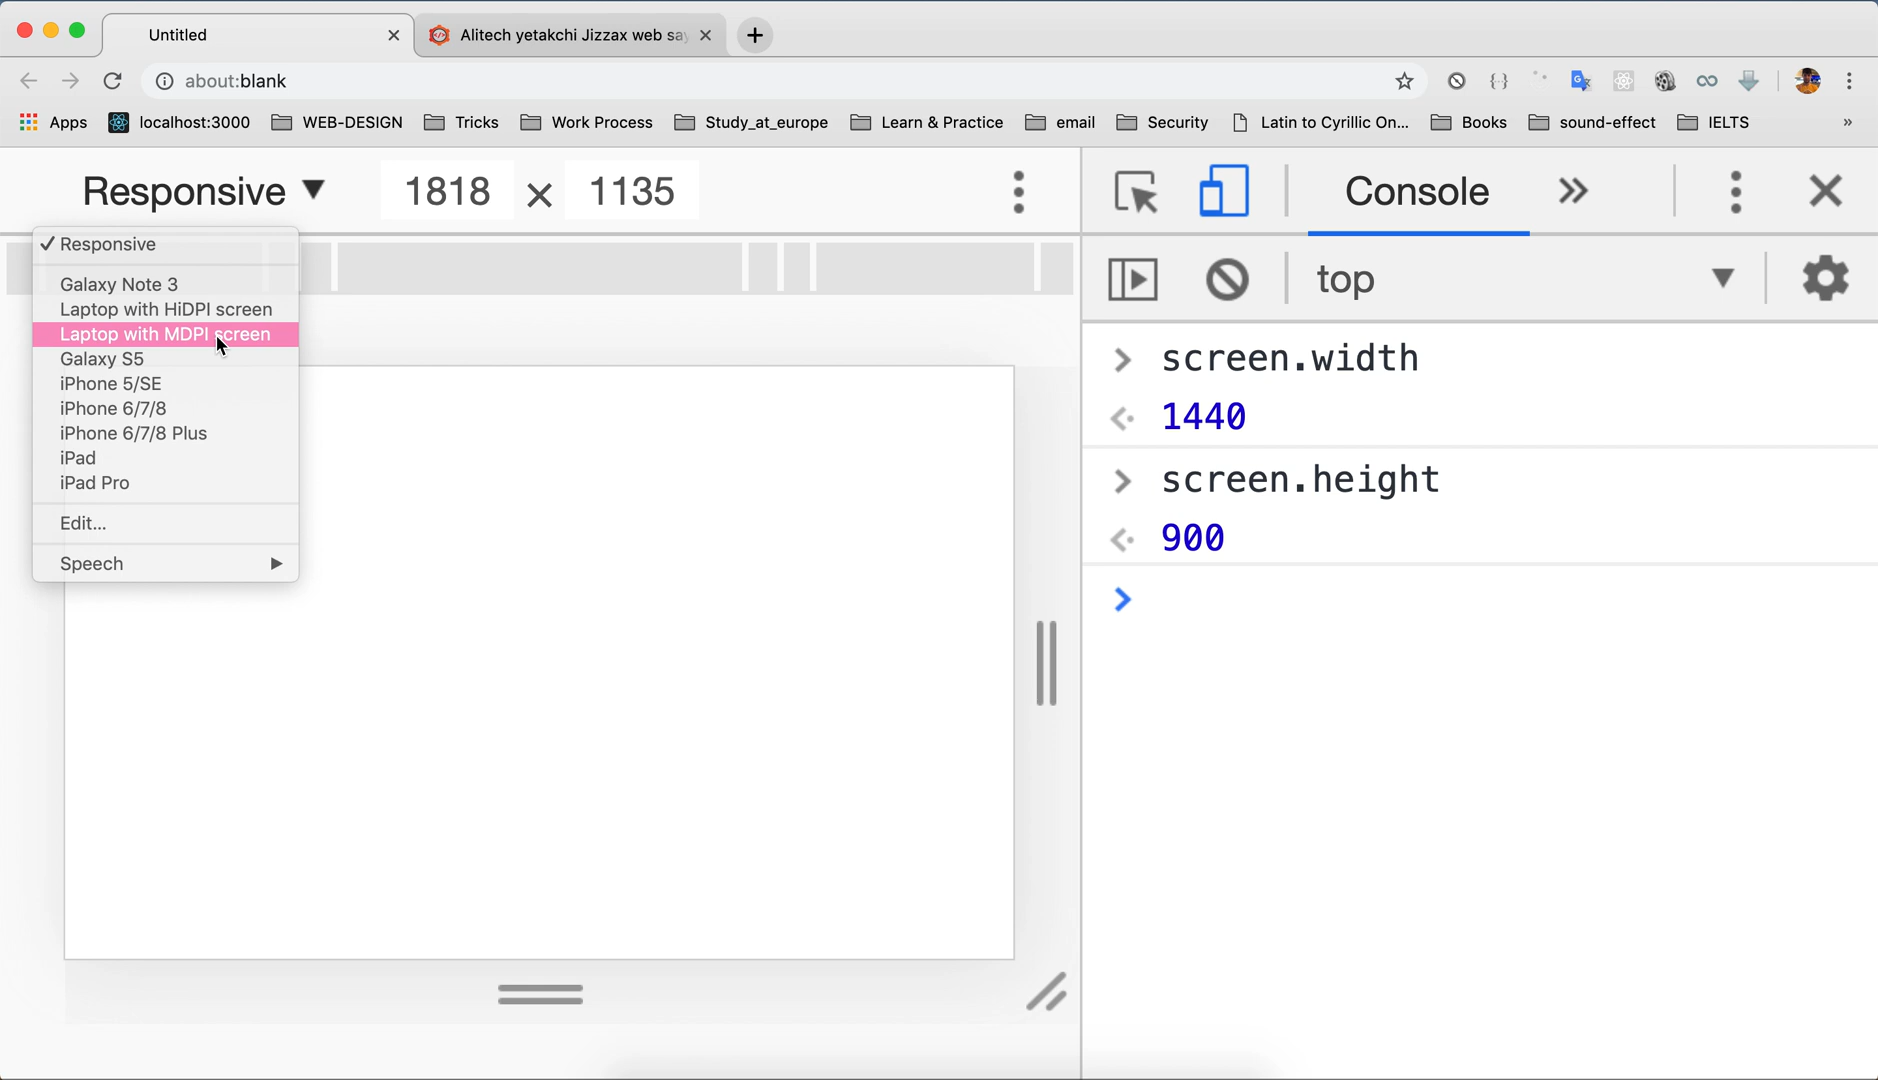 Untitled
Alitech yetakchi Jizzax web say
about:blank
Apps
localhost:3000
WEB-DESIGN
Tricks
Work Process
Study_at_europe
Learn & Practice
email
Security
Latin to Cyrillic On...
Books
sound-effect
IELTS
»
Responsive ▼ 1818 × 1135
Console »
✓ Responsive
Galaxy Note 3
Laptop with HiDPI screen
Laptop with MDPI screen
Galaxy S5
iPhone 5/SE
iPhone 6/7/8
iPhone 6/7/8 Plus
iPad
iPad Pro
Edit...
Speech ▶
top ▼
> screen.width
<· 1440
> screen.height
<· 900
>